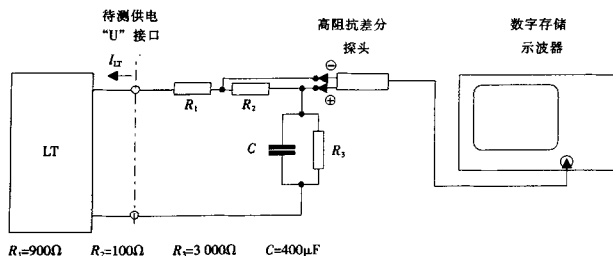 待测供电
“U” 接口
高阻抗差分
探头
数字存储
示波器
I_LT
⊖
⊕
R₁
R₂
LT
C
R₃
R₁=900Ω R₂=100Ω R₃=3 000Ω C=400μF